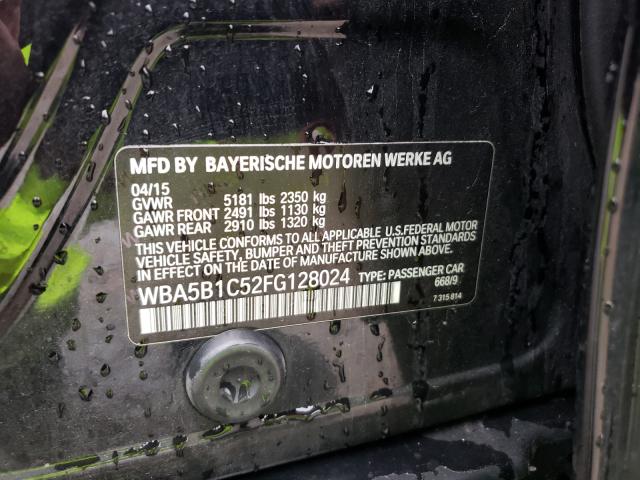 MFD BY BAYERISCHE MOTOREN WERKE AG
04/15
GVWR 5181 lbs 2350 kg
GAWR FRONT 2491 lbs 1130 kg
GAWR REAR 2910 lbs 1320 kg
THIS VEHICLE CONFORMS TO ALL APPLICABLE U.S.FEDERAL MOTOR
VEHICLE SAFETY, BUMPER AND THEFT PREVENTION STANDARDS
IN EFFECT ON THE DATE OF MANUFACTURE SHOWN ABOVE.
WBA5B1C52FG128024 TYPE: PASSENGER CAR
668/9
7 315 814